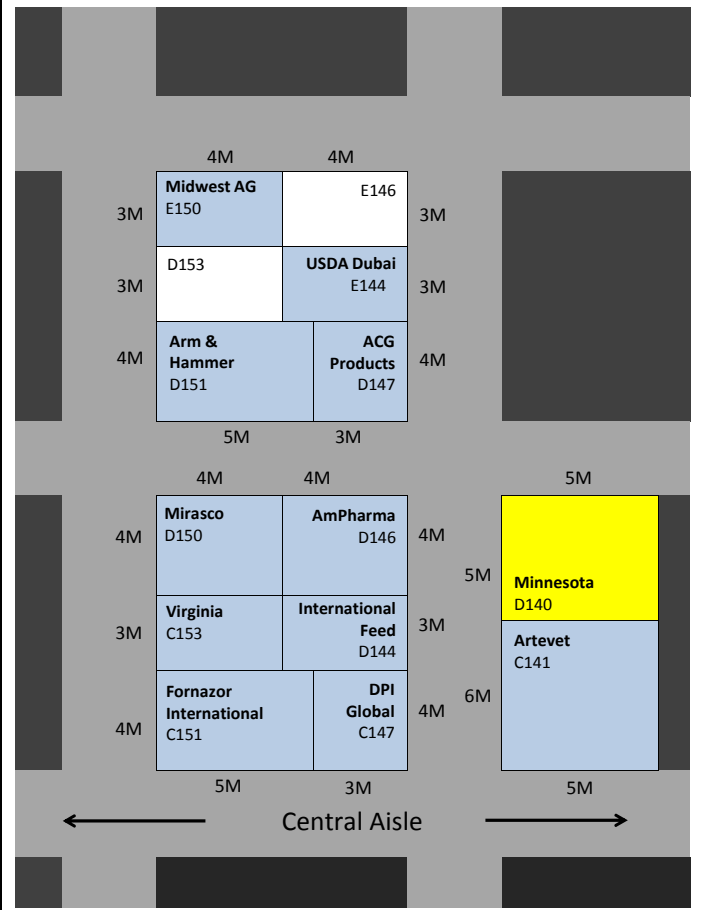 4M 4M
Midwest AG
E150
E146
3M 3M
D153
USDA Dubai
E144
3M 3M
Arm &
Hammer
D151
ACG
Products
D147
4M 4M
5M 3M
4M 4M 5M
Mirasco
D150
AmPharma
D146
4M 4M
5M
Minnesota
D140
Virginia
C153
International
Feed
D144
3M 3M
Artevet
C141
6M
Fornazor
International
C151
DPI
Global
C147
4M 4M
5M 3M 5M
Central Aisle